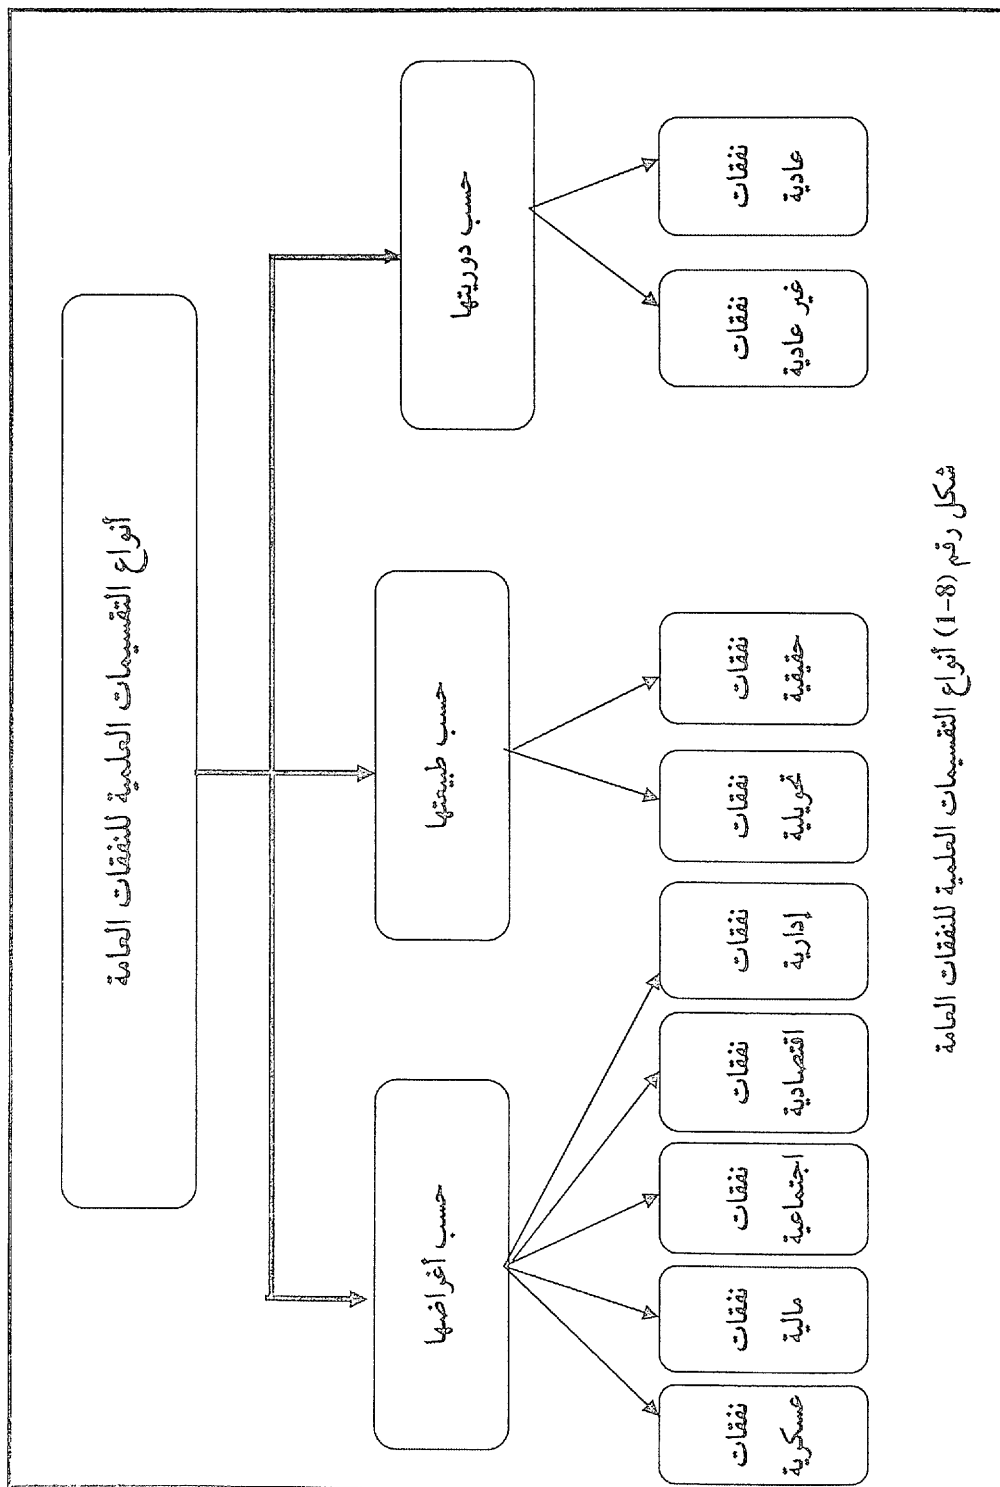 أنواع التقسيمات العلمية للنفقات العامة
حسب دوريتها
حسب طبيعتها
حسب أغراضها
نفقات
عادية
نفقات
غير عادية
نفقات
حقيقية
نفقات
تحويلية
نفقات
إدارية
نفقات
اقتصادية
نفقات
اجتماعية
نفقات
مالية
نفقات
عسكرية
شكل رقم (8-1) أنواع التقسيمات العلمية للنفقات العامة